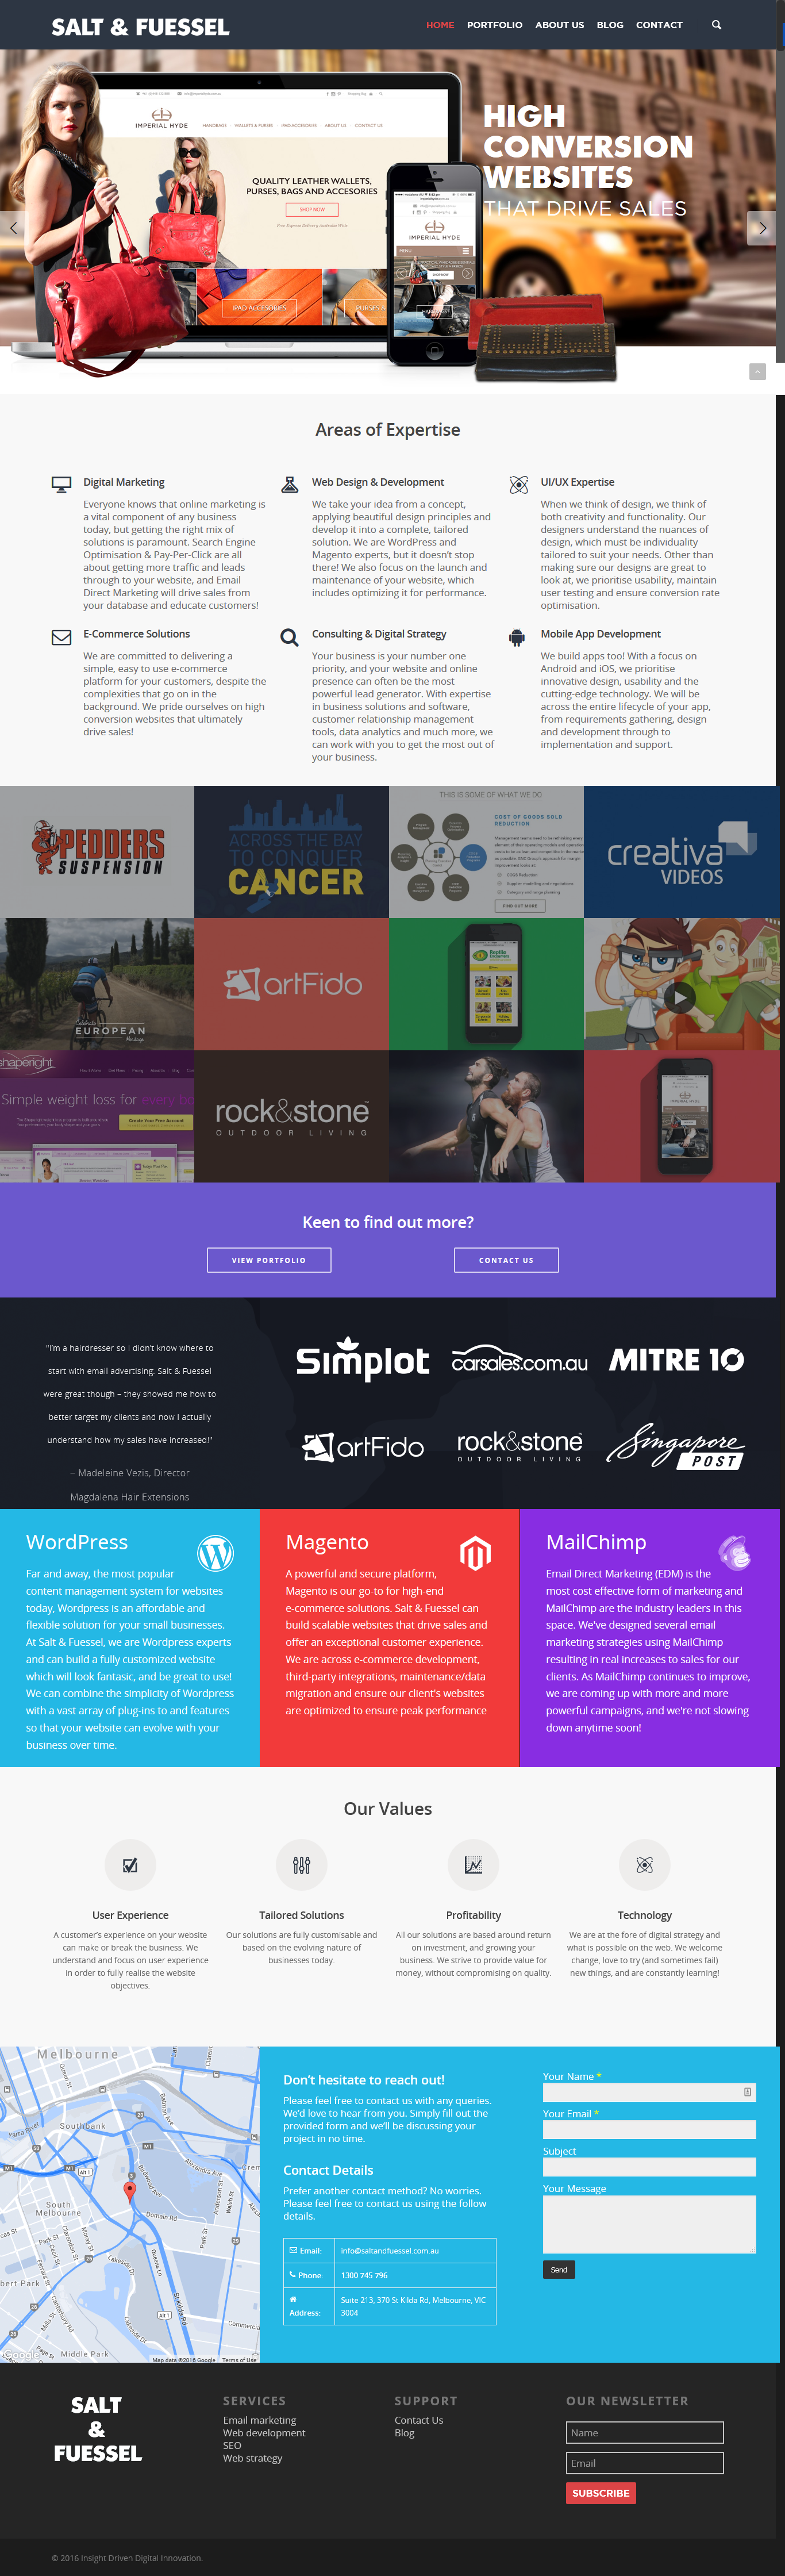 SALT & FUESSEL
HOME PORTFOLIO ABOUT US BLOG CONTACT
IMPERIAL HYDE
HANDBAGS WALLETS & PURSES IPAD ACCESORIES ABOUT US CONTACT US
QUALITY LEATHER WALLETS,
PURSES, BAGS AND ACCESORIES
SHOP NOW
IPAD ACCESORIES
PURSES &
IMPERIAL HYDE
SHOP NOW
HIGH
CONVERSION
WEBSITES
THAT DRIVE SALES
Areas of Expertise
Digital Marketing
Everyone knows that online marketing is
a vital component of any business
today, but getting the right mix of
solutions is paramount. Search Engine
Optimisation & Pay-Per-Click are all
about getting more traffic and leads
through to your website, and Email
Direct Marketing will drive sales from
your database and educate customers!
Web Design & Development
We take your idea from a concept,
applying beautiful design principles and
develop it into a complete, tailored
solution. We are WordPress and
Magento experts, but it doesn't stop
there! We also focus on the launch and
maintenance of your website, which
includes optimizing it for performance.
UI/UX Expertise
When we think of design, we think of
both creativity and functionality. Our
designers understand the nuances of
design, which must be individuality
tailored to suit your needs. Other than
making sure our designs are great to
look at, we prioritise usability, maintain
user testing and ensure conversion rate
optimisation.
E-Commerce Solutions
We are committed to delivering a
simple, easy to use e-commerce
platform for your customers, despite the
complexities that go on in the
background. We pride ourselves on high
conversion websites that ultimately
drive sales!
Consulting & Digital Strategy
Your business is your number one
priority, and your website and online
presence can often be the most
powerful lead generator. With expertise
in business solutions and software,
customer relationship management
tools, data analytics and much more, we
can work with you to get the most out of
your business.
Mobile App Development
We build apps too! With a focus on
Android and iOS, we prioritise
innovative design, usability and the
cutting-edge technology. We will be
across the entire lifecycle of your app,
from requirements gathering, design
and development through to
implementation and support.
PEDDERS
SUSPENSION
ACROSS THE BAY
TO CONQUER
CANCER
THIS IS SOME OF WHAT WE DO
COST OF GOODS SOLD
REDUCTION
FIND OUT MORE
creativa
VIDEOS
Celebrate
EUROPEAN
Heritage
artFido
shaperight
Simple weight loss for every bo
Create Your Free Account
rock&stone
OUTDOOR LIVING
Keen to find out more?
VIEW PORTFOLIO
CONTACT US
"I'm a hairdresser so I didn't know where to
start with email advertising. Salt & Fuessel
were great though – they showed me how to
better target my clients and now I actually
understand how my sales have increased!"
– Madeleine Vezis, Director
Magdalena Hair Extensions
Simplot
carsales.com.au
MITRE 10
artFido
rock&stone
OUTDOOR LIVING
Singapore
POST
WordPress
Far and away, the most popular
content management system for websites
today, Wordpress is an affordable and
flexible solution for your small businesses.
At Salt & Fuessel, we are Wordpress experts
and can build a fully customized website
which will look fantasic, and be great to use!
We can combine the simplicity of Wordpress
with a vast array of plug-ins to and features
so that your website can evolve with your
business over time.
Magento
A powerful and secure platform,
Magento is our go-to for high-end
e-commerce solutions. Salt & Fuessel can
build scalable websites that drive sales and
offer an exceptional customer experience.
We are across e-commerce development,
third-party integrations, maintenance/data
migration and ensure our client's websites
are optimized to ensure peak performance
MailChimp
Email Direct Marketing (EDM) is the
most cost effective form of marketing and
MailChimp are the industry leaders in this
space. We've designed several email
marketing strategies using MailChimp
resulting in real increases to sales for our
clients. As MailChimp continues to improve,
we are coming up with more and more
powerful campaigns, and we're not slowing
down anytime soon!
Our Values
User Experience
A customer's experience on your website
can make or break the business. We
understand and focus on user experience
in order to fully realise the website
objectives.
Tailored Solutions
Our solutions are fully customisable and
based on the evolving nature of
businesses today.
Profitability
All our solutions are based around return
on investment, and growing your
business. We strive to provide value for
money, without compromising on quality.
Technology
We are at the fore of digital strategy and
what is possible on the web. We welcome
change, love to try (and sometimes fail)
new things, and are constantly learning!
Melbourne
Southbank
South
Melbourne
bert Park
Middle Park
Google
Map data ©2016 Google Terms of Use
Don't hesitate to reach out!
Please feel free to contact us with any queries.
We'd love to hear from you. Simply fill out the
provided form and we'll be discussing your
project in no time.
Contact Details
Prefer another contact method? No worries.
Please feel free to contact us using the follow
details.
Email: info@saltandfuessel.com.au
Phone: 1300 745 796
Address: Suite 213, 370 St Kilda Rd, Melbourne, VIC
3004
Your Name *
Your Email *
Subject
Your Message
Send
SALT
&
FUESSEL
SERVICES
Email marketing
Web development
SEO
Web strategy
SUPPORT
Contact Us
Blog
OUR NEWSLETTER
Name
Email
SUBSCRIBE
© 2016 Insight Driven Digital Innovation.